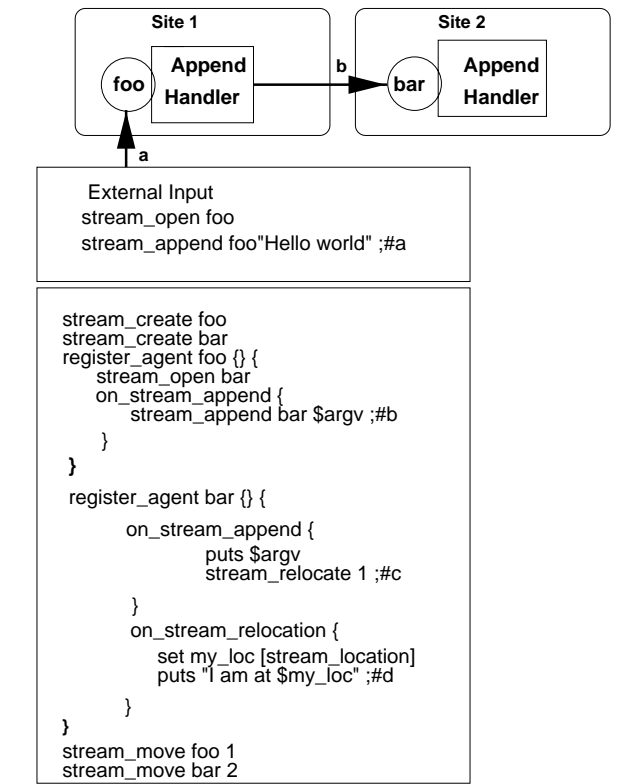 Site 1
Site 2
foo
Append
Handler
b
bar
Append
Handler
a
External Input
stream_open foo
stream_append foo"Hello world" ;#a
stream_create foo
stream_create bar
register_agent foo {} {
stream_open bar
on_stream_append {
stream_append bar $argv ;#b
}
}
register_agent bar {} {
on_stream_append {
puts $argv
stream_relocate 1 ;#c
}
on_stream_relocation {
set my_loc [stream_location]
puts "I am at $my_loc" ;#d
}
}
stream_move foo 1
stream_move bar 2